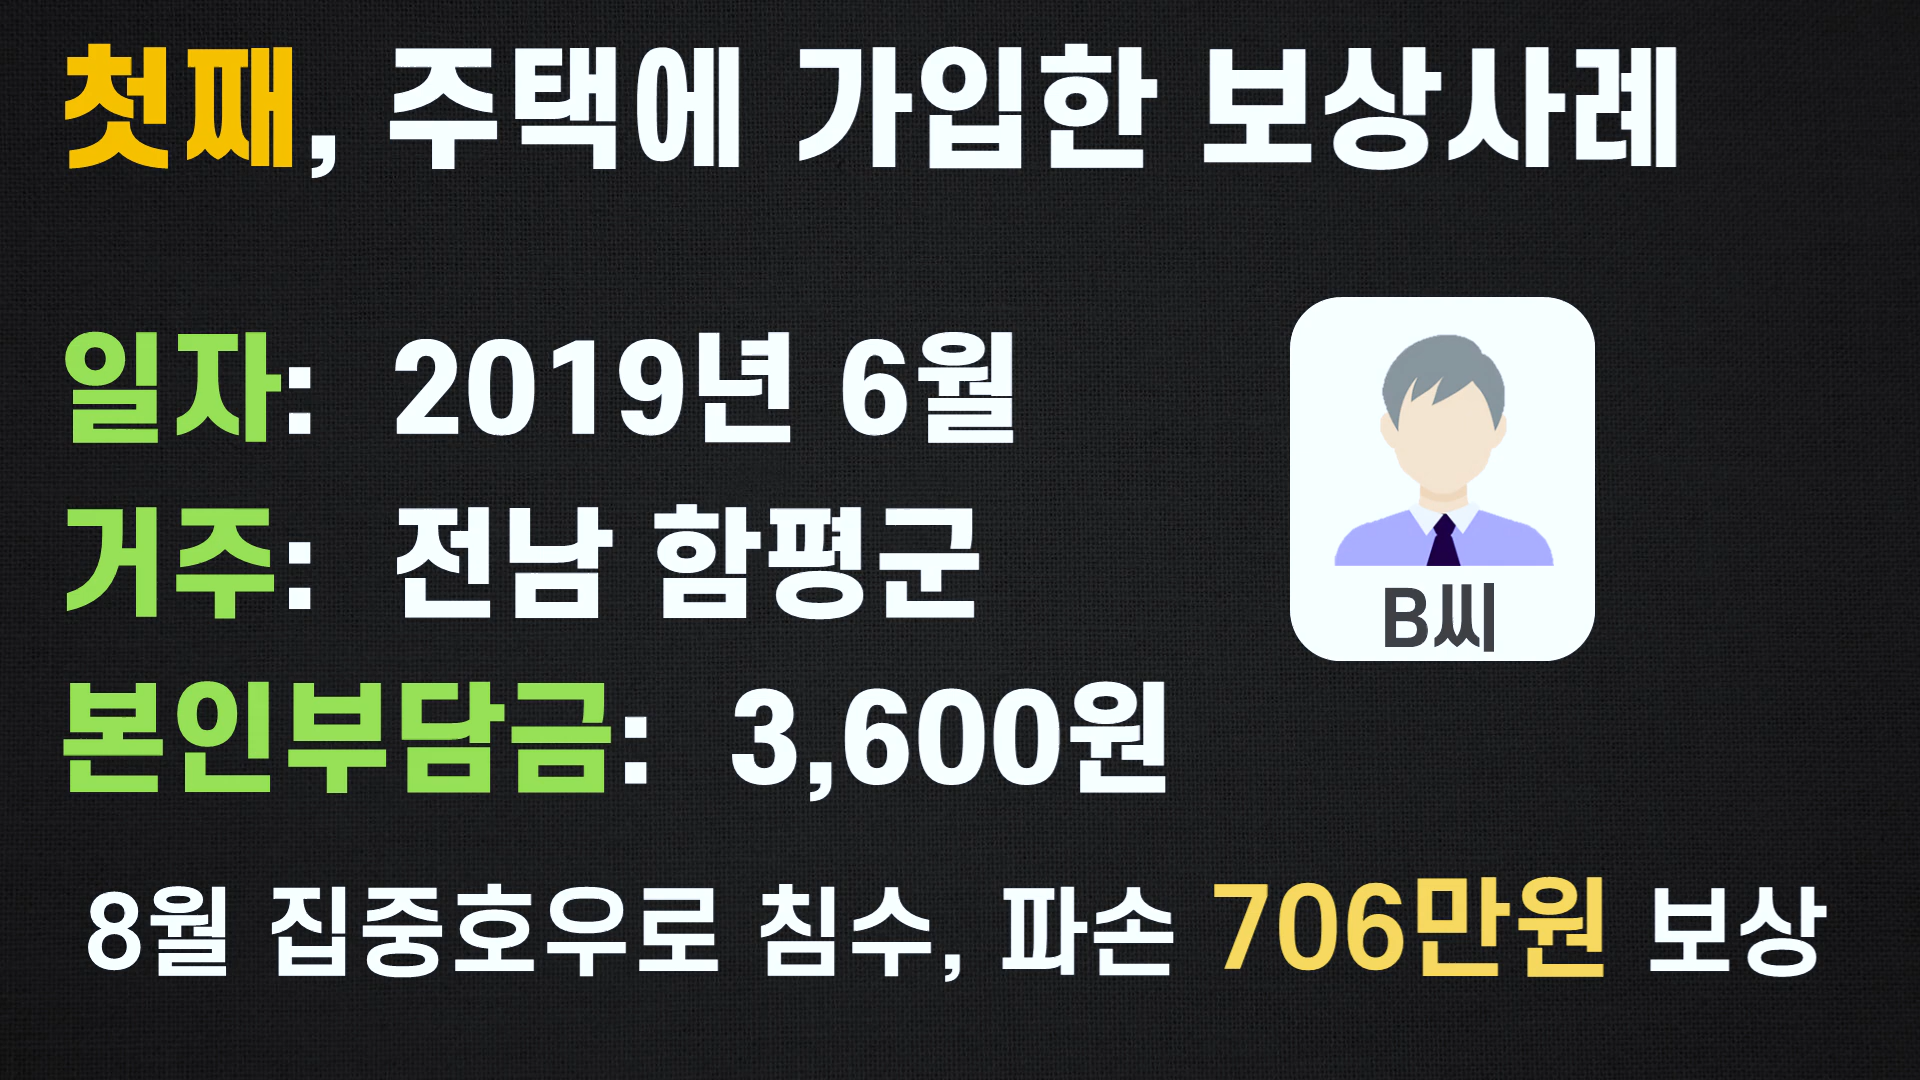 첫째, 주택에 가입한 보상사례
일자: 2019년 6월
거주: 전남 함평군
B씨
본인부담금: 3,600원
8월 집중호우로 침수, 파손 706만원 보상